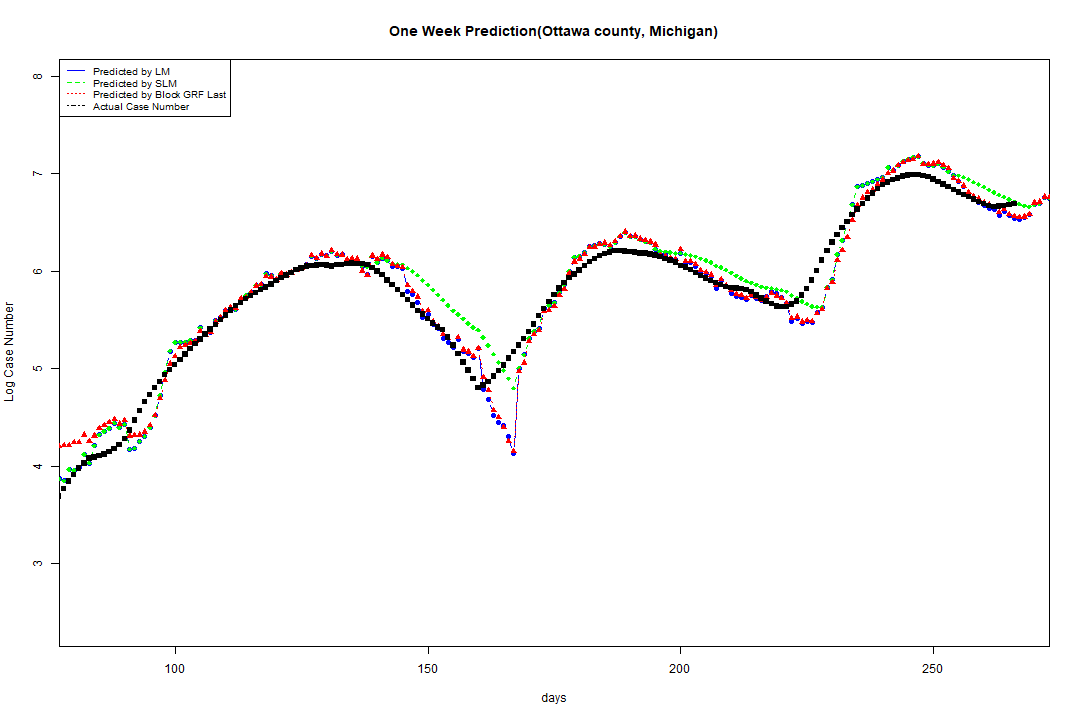 One Week Prediction(Ottawa county, Michigan)
Predicted by LM
Predicted by SLM
Predicted by Block GRF Last
Actual Case Number
8
7
6
5
4
3
Log Case Number
100 150 200 250
days